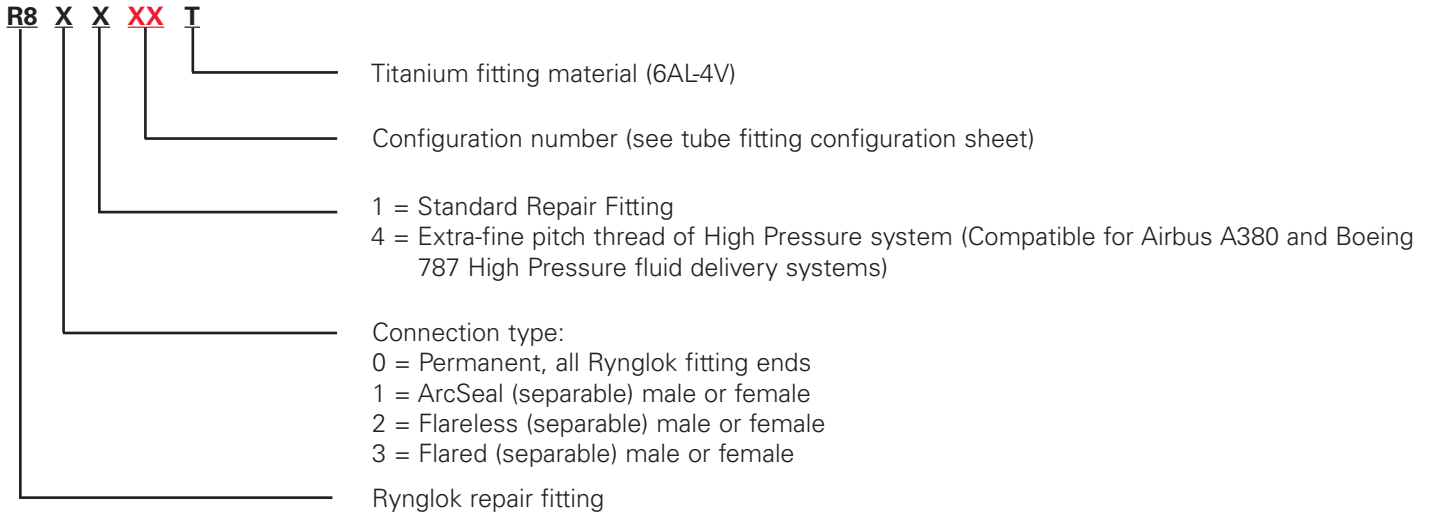 R8 X X XX T
Titanium fitting material (6AL-4V)
Configuration number (see tube fitting configuration sheet)
1 = Standard Repair Fitting
4 = Extra-fine pitch thread of High Pressure system (Compatible for Airbus A380 and Boeing
787 High Pressure fluid delivery systems)
Connection type:
0 = Permanent, all Rynglok fitting ends
1 = ArcSeal (separable) male or female
2 = Flareless (separable) male or female
3 = Flared (separable) male or female
Rynglok repair fitting